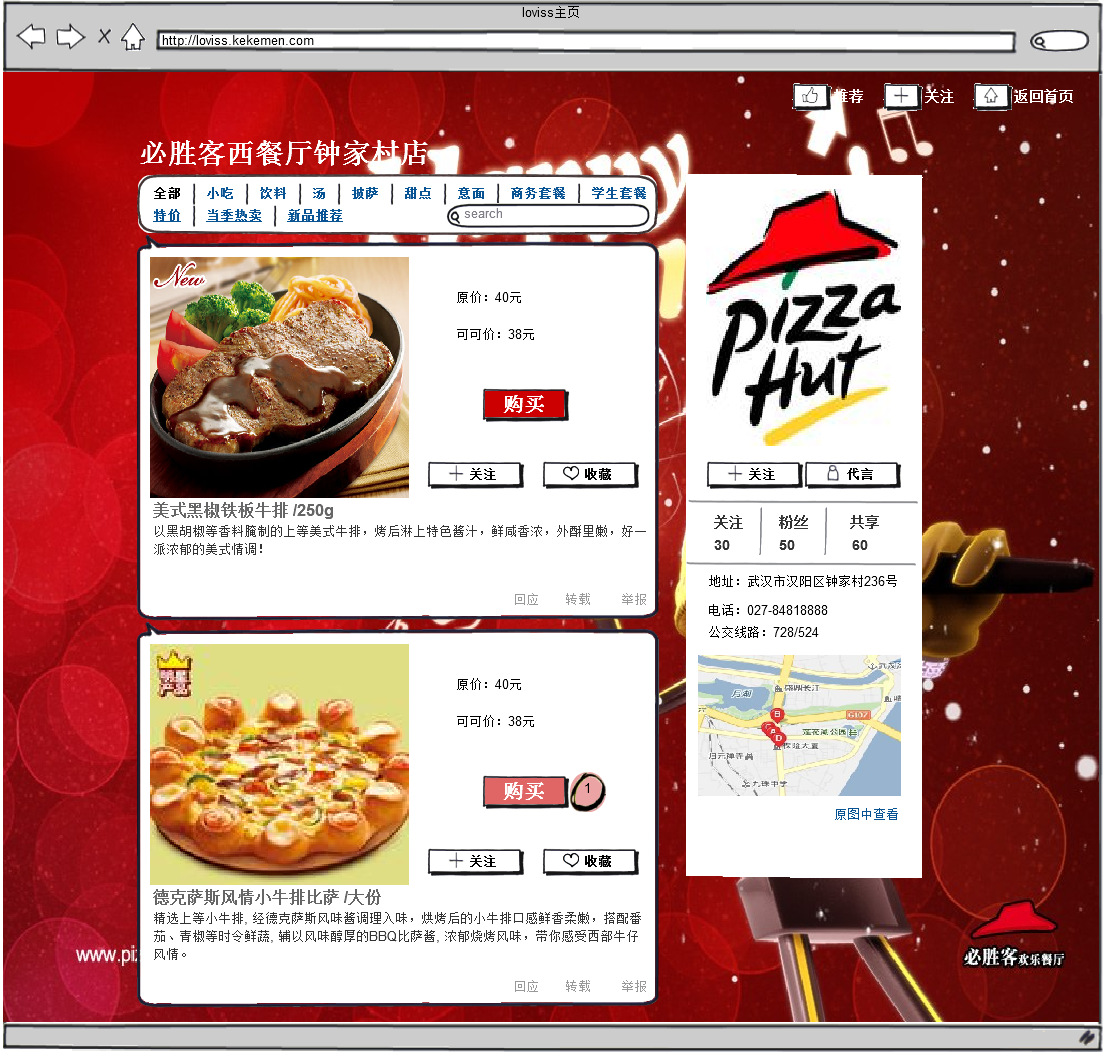 loviss主页
http://loviss.kekemen.com
推荐 关注 返回首页
必胜客西餐厅钟家村店
全部 小吃 饮料 汤 披萨 甜点 意面 商务套餐 学生套餐
特价 当季热卖 新品推荐 search
New
原价：40元
可可价：38元
购买
关注 收藏
美式黑椒铁板牛排 /250g
以黑胡椒等香料腌制的上等美式牛排，烤后淋上特色酱汁，鲜咸香浓，外酥里嫩，好一
派浓郁的美式情调！
回应 转载 举报
明星
产品
原价：40元
可可价：38元
购买 1
关注 收藏
德克萨斯风情小牛排比萨 /大份
精选上等小牛排, 经德克萨斯风味酱调理入味，烘烤后的小牛排口感鲜香柔嫩，搭配番
茄、青椒等时令鲜蔬, 辅以风味醇厚的BBQ比萨酱, 浓郁烧烤风味，带你感受西部牛仔
风情。
回应 转载 举报
Pizza
Hut
关注 代言
关注 粉丝 共享
30 50 60
地址：武汉市汉阳区钟家村236号
电话：027-84818888
公交线路：728/524
G107
原图中查看
www.pi
必胜客欢乐餐厅